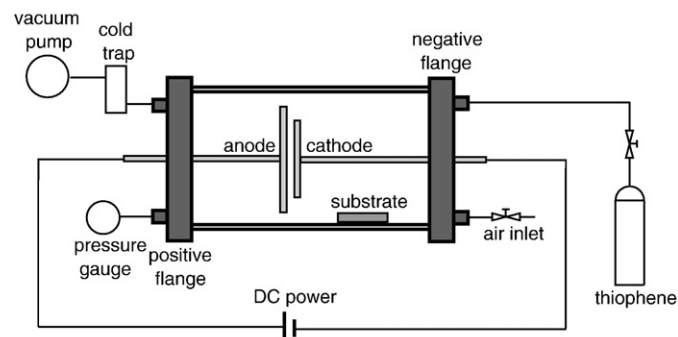 vacuum
pump
cold
trap
negative
flange
anode
cathode
substrate
air inlet
pressure
gauge
positive
flange
thiophene
DC power